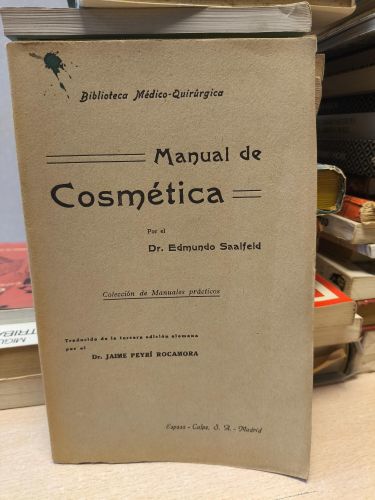 Biblioteca Médico-Quirúrgica
Manual de
Cosmética
Por el
Dr. Edmundo Saalfeld
Colección de Manuales prácticos
Traducido de la tercera edición alemana
por el
Dr. JAIME PEYRÍ ROCAMORA
Espasa - Calpe, S. A. - Madrid